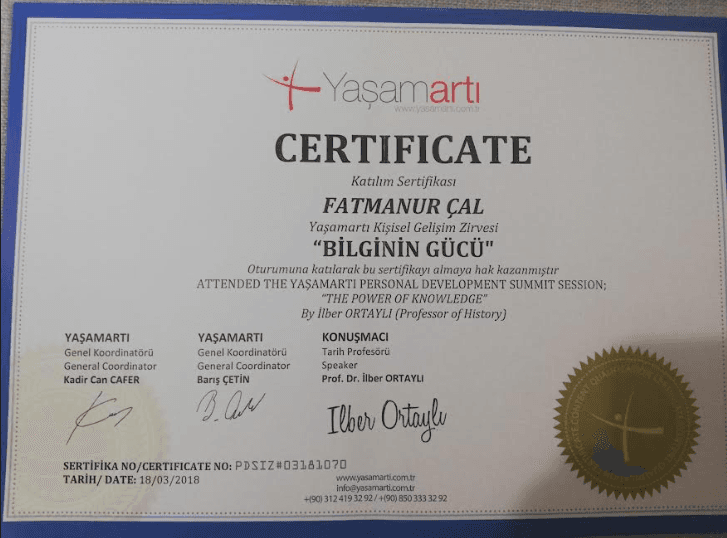 Yaşamartı
www.yasamarti.com.tr
CERTIFICATE
Katılım Sertifikası
FATMANUR ÇAL
Yaşamartı Kişisel Gelişim Zirvesi
“BİLGİNİN GÜCÜ"
Oturumuna katılarak bu sertifikayı almaya hak kazanmıştır
ATTENDED THE YAŞAMARTI PERSONAL DEVELOPMENT SUMMIT SESSION;
“THE POWER OF KNOWLEDGE”
By İlber ORTAYLI (Professor of History)
YAŞAMARTI
Genel Koordinatörü
General Coordinator
Kadir Can CAFER
YAŞAMARTI
Genel Koordinatörü
General Coordinator
Barış ÇETİN
KONUŞMACI
Tarih Profesörü
Speaker
Prof. Dr. İlber ORTAYLI
Ilber Ortaylı
SERTİFİKA NO/CERTIFICATE NO: PDSIZ#03181070
TARİH/ DATE: 18/03/2018
www.yasamarti.com.tr
info@yasamarti.com.tr
+(90) 312 419 32 92 / +(90) 850 333 32 92